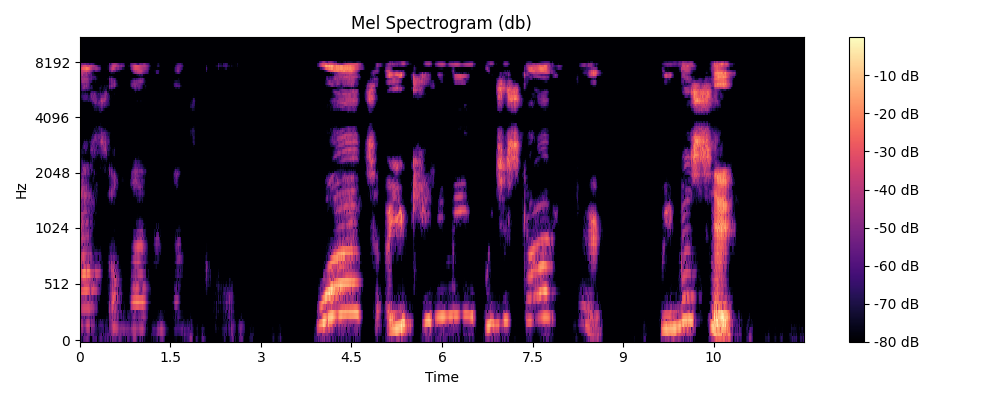 Mel Spectrogram (db)
8192
4096
2048
1024
512
0
Hz
0 1.5 3 4.5 6 7.5 9 10
Time
-10 dB
-20 dB
-30 dB
-40 dB
-50 dB
-60 dB
-70 dB
-80 dB